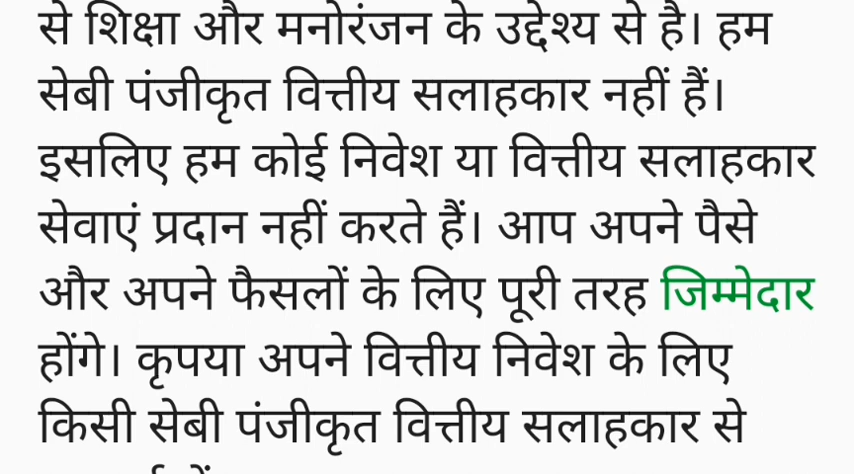 से शिक्षा और मनोरंजन के उद्देश्य से है। हम
सेबी पंजीकृत वित्तीय सलाहकार नहीं हैं।
इसलिए हम कोई निवेश या वित्तीय सलाहकार
सेवाएं प्रदान नहीं करते हैं। आप अपने पैसे
और अपने फैसलों के लिए पूरी तरह जिम्मेदार
होंगे। कृपया अपने वित्तीय निवेश के लिए
किसी सेबी पंजीकृत वित्तीय सलाहकार से